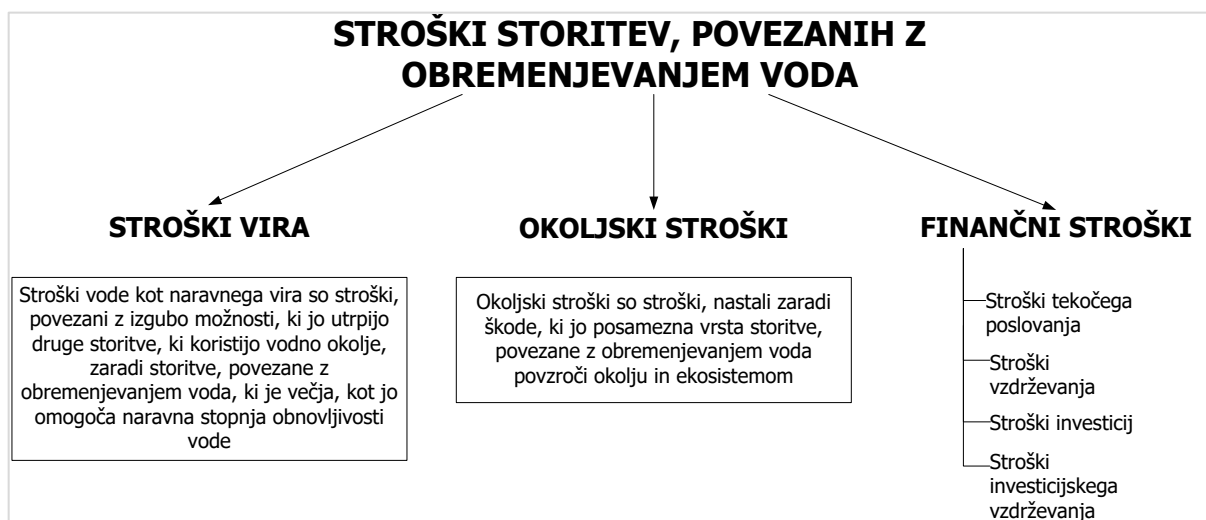 STROŠKI STORITEV, POVEZANIH Z
OBREMENJEVANJEM VODA
STROŠKI VIRA
Stroški vode kot naravnega vira so stroški,
povezani z izgubo možnosti, ki jo utrpijo
druge storitve, ki koristijo vodno okolje,
zaradi storitve, povezane z
obremenjevanjem voda, ki je večja, kot jo
omogoča naravna stopnja obnovljivosti
vode
OKOLJSKI STROŠKI
Okoljski stroški so stroški, nastali zaradi
škode, ki jo posamezna vrsta storitve,
povezane z obremenjevanjem voda
povzroči okolju in ekosistemom
FINANČNI STROŠKI
Stroški tekočega
poslovanja
Stroški
vzdrževanja
Stroški investicij
Stroški
investicijskega
vzdrževanja